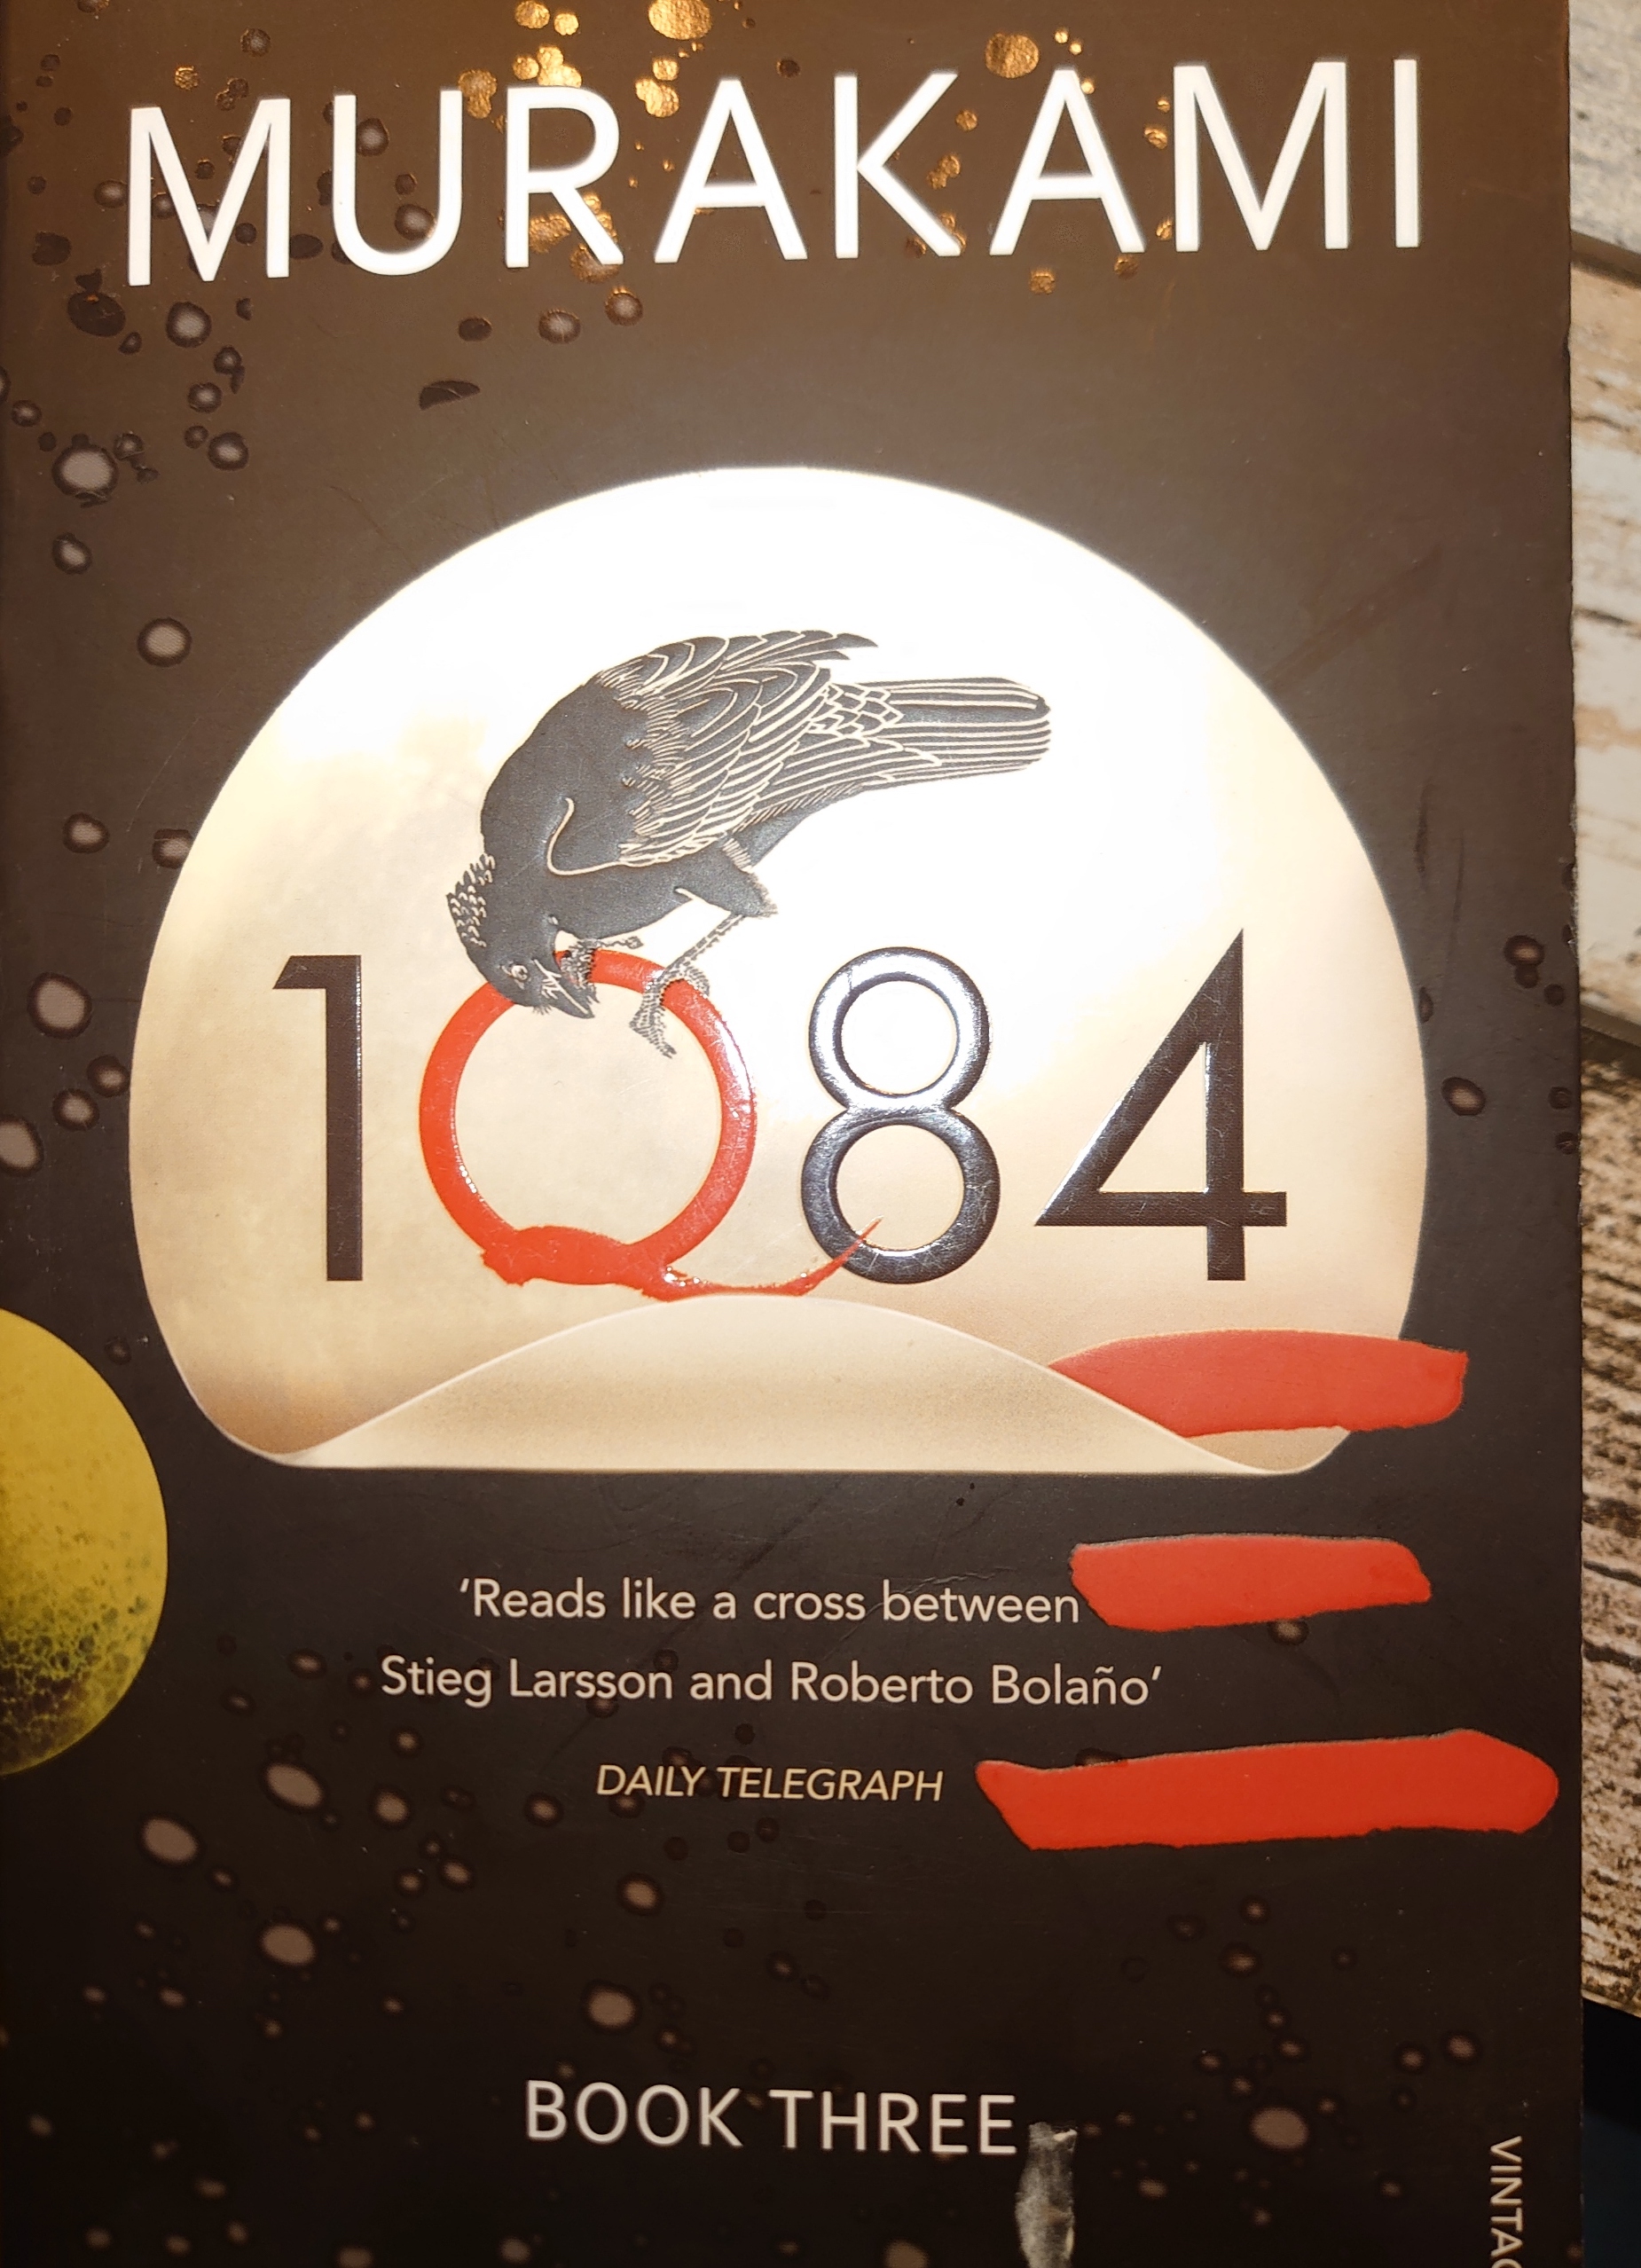 MURAKAMI
1Q84
'Reads like a cross between
Stieg Larsson and Roberto Bolaño'
DAILY TELEGRAPH
BOOK THREE